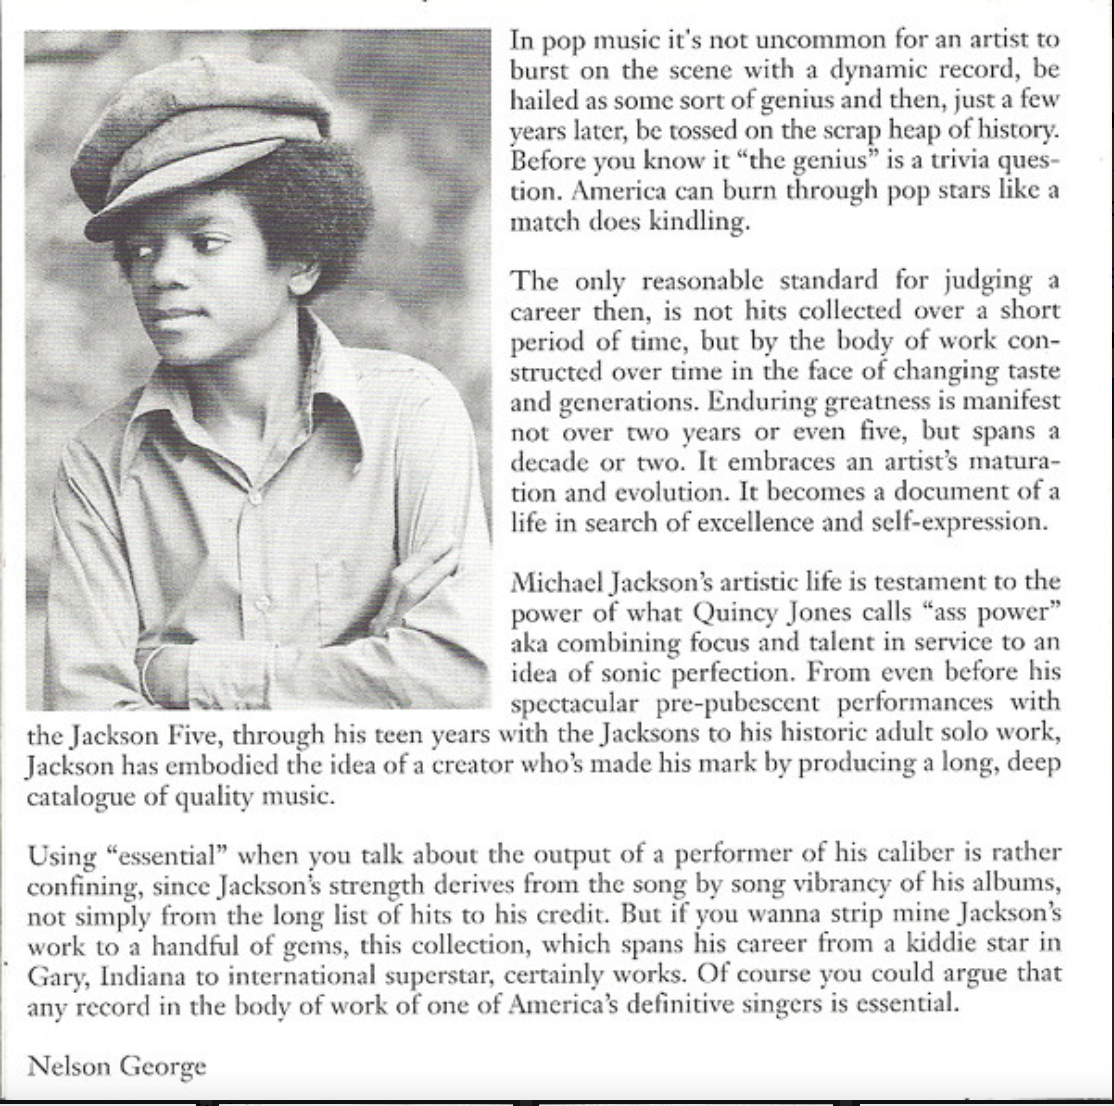 In pop music it's not uncommon for an artist to
burst on the scene with a dynamic record, be
hailed as some sort of genius and then, just a few
years later, be tossed on the scrap heap of history.
Before you know it “the genius” is a trivia ques-
tion. America can burn through pop stars like a
match does kindling.
The only reasonable standard for judging a
career then, is not hits collected over a short
period of time, but by the body of work con-
structed over time in the face of changing taste
and generations. Enduring greatness is manifest
not over two years or even five, but spans a
decade or two. It embraces an artist’s matura-
tion and evolution. It becomes a document of a
life in search of excellence and self-expression.
Michael Jackson’s artistic life is testament to the
power of what Quincy Jones calls “ass power”
aka combining focus and talent in service to an
idea of sonic perfection. From even before his
spectacular pre-pubescent performances with
the Jackson Five, through his teen years with the Jacksons to his historic adult solo work,
Jackson has embodied the idea of a creator who’s made his mark by producing a long, deep
catalogue of quality music.
Using “essential” when you talk about the output of a performer of his caliber is rather
confining, since Jackson’s strength derives from the song by song vibrancy of his albums,
not simply from the long list of hits to his credit. But if you wanna strip mine Jackson’s
work to a handful of gems, this collection, which spans his career from a kiddie star in
Gary, Indiana to international superstar, certainly works. Of course you could argue that
any record in the body of work of one of America’s definitive singers is essential.
Nelson George